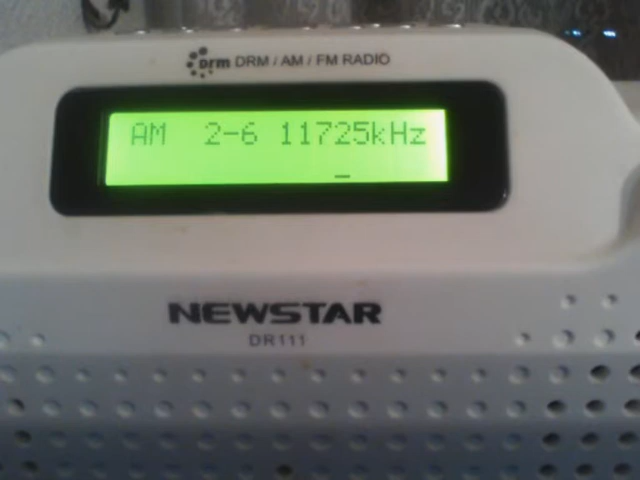 drm DRM / AM / FM RADIO
AM 2-6 11725kHz
_
NEWSTAR
DR111